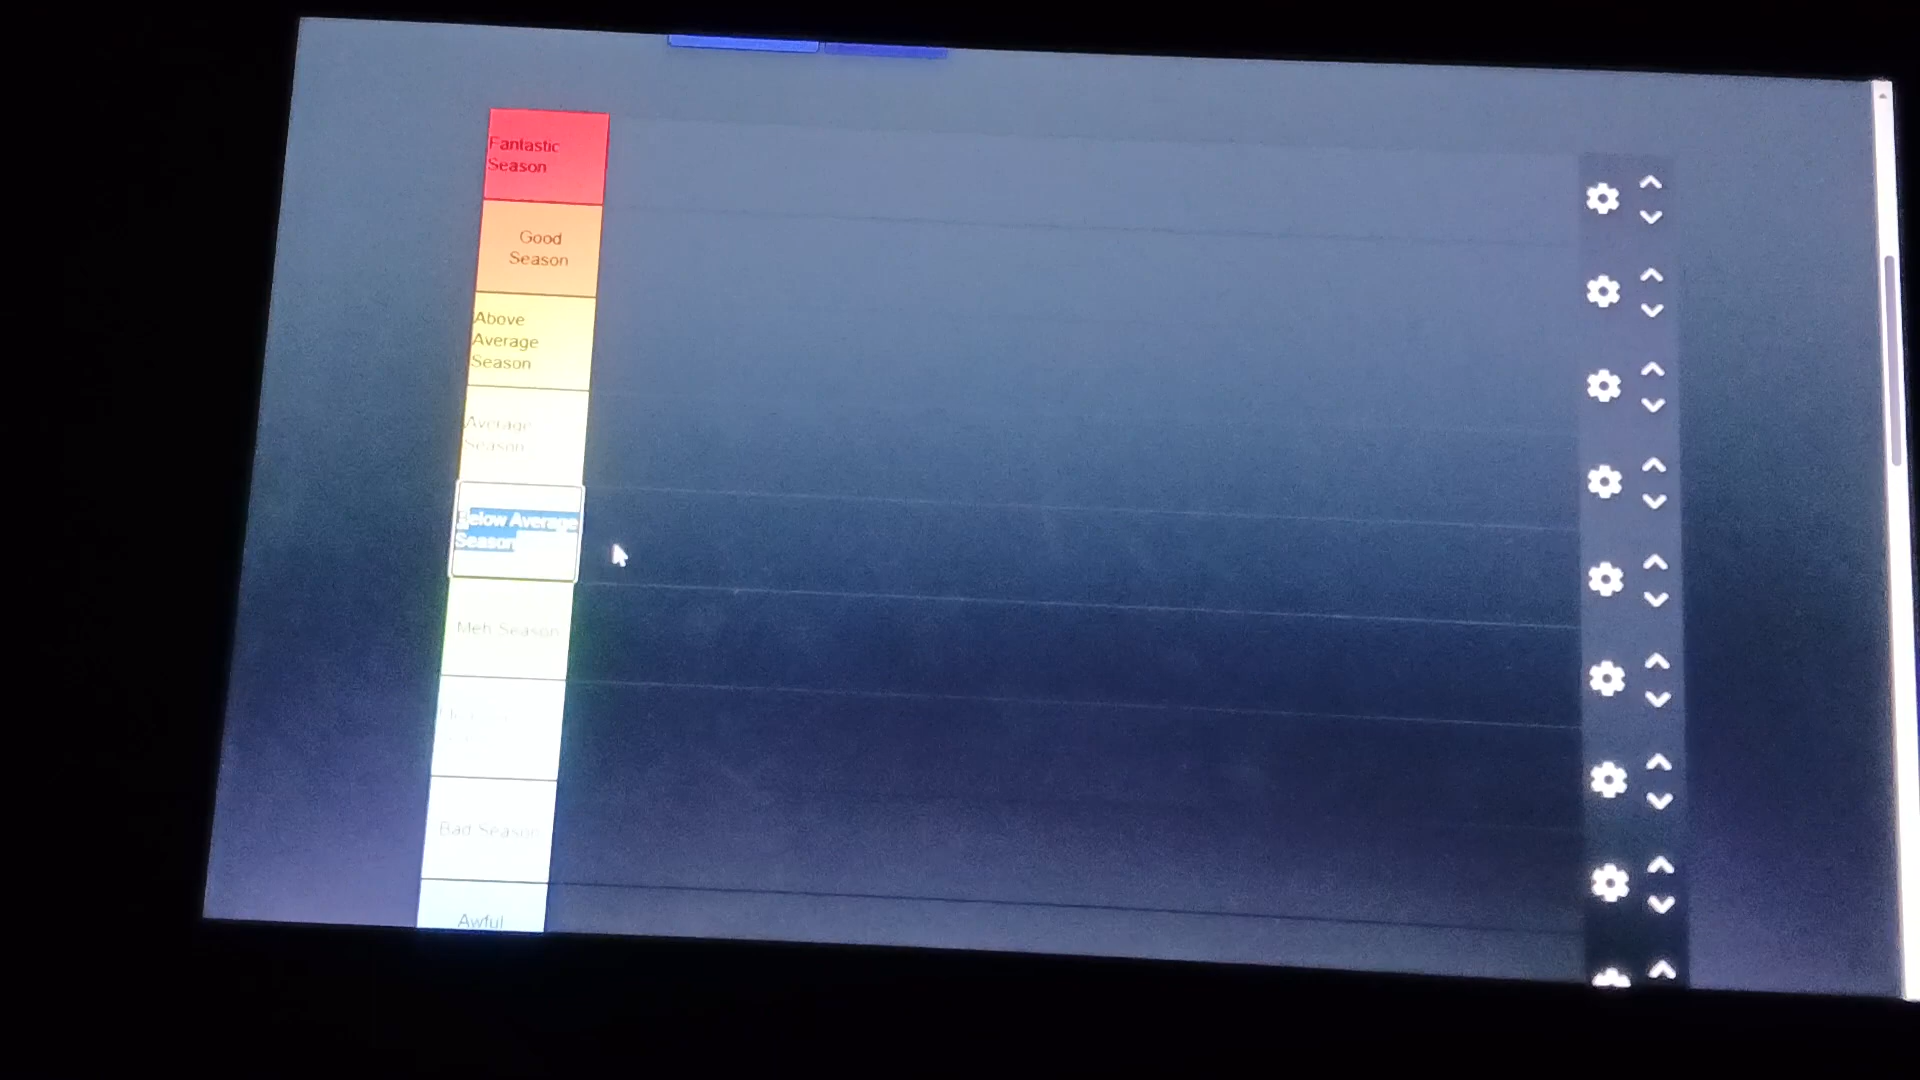 Fantastic
Season
Good
Season
Above
Average
Season
Average
Season
Below Average
Season
Meh Season
Bad Season
Awful